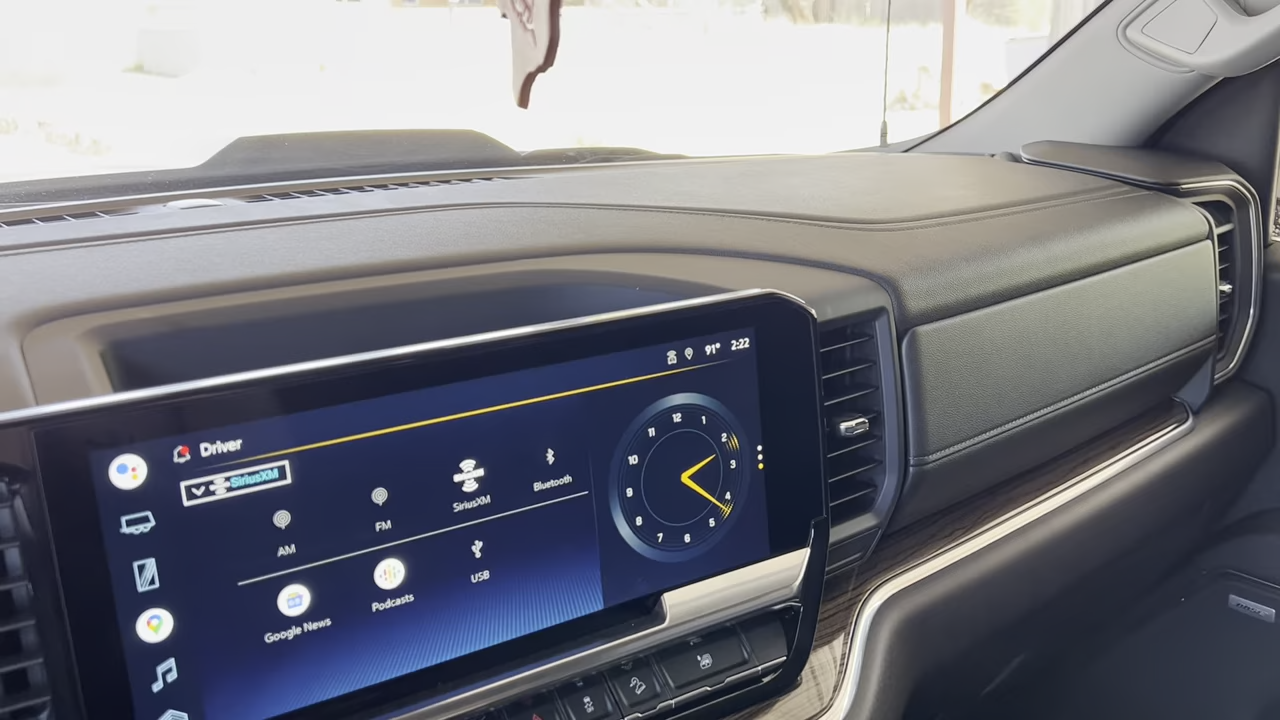 91° 2:22
Driver
SiriusXM
AM
FM
SiriusXM
Bluetooth
Google News
Podcasts
USB
12
1
2
3
4
5
6
7
8
9
10
11
BOSE